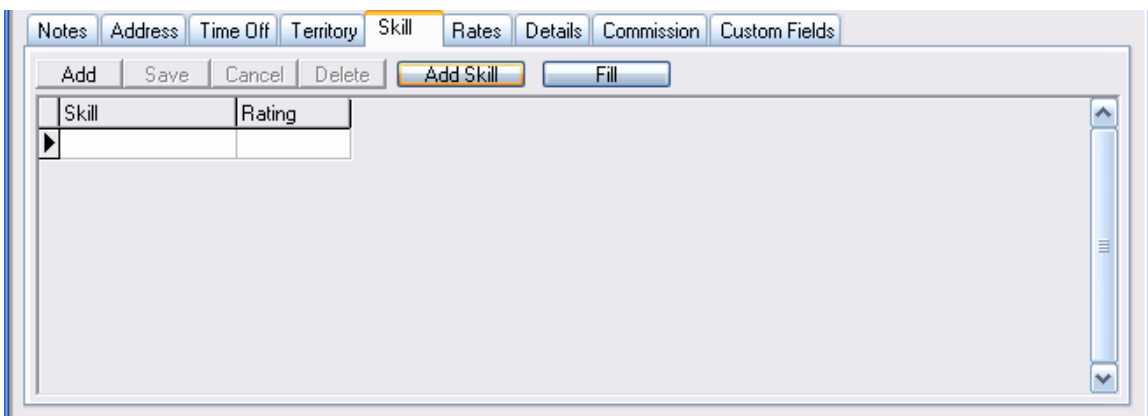 Notes Address Time Off Territory Skill Rates Details Commission Custom Fields
Add Save Cancel Delete Add Skill Fill
Skill Rating